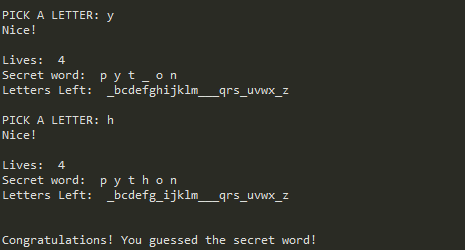 PICK A LETTER: y
Nice!
Lives:  4
Secret word:  p y t _ o n
Letters Left:  _bcdefghijklm___qrs_uvwx_z
PICK A LETTER: h
Nice!
Lives:  4
Secret word:  p y t h o n
Letters Left:  _bcdefg_ijklm___qrs_uvwx_z
Congratulations! You guessed the secret word!